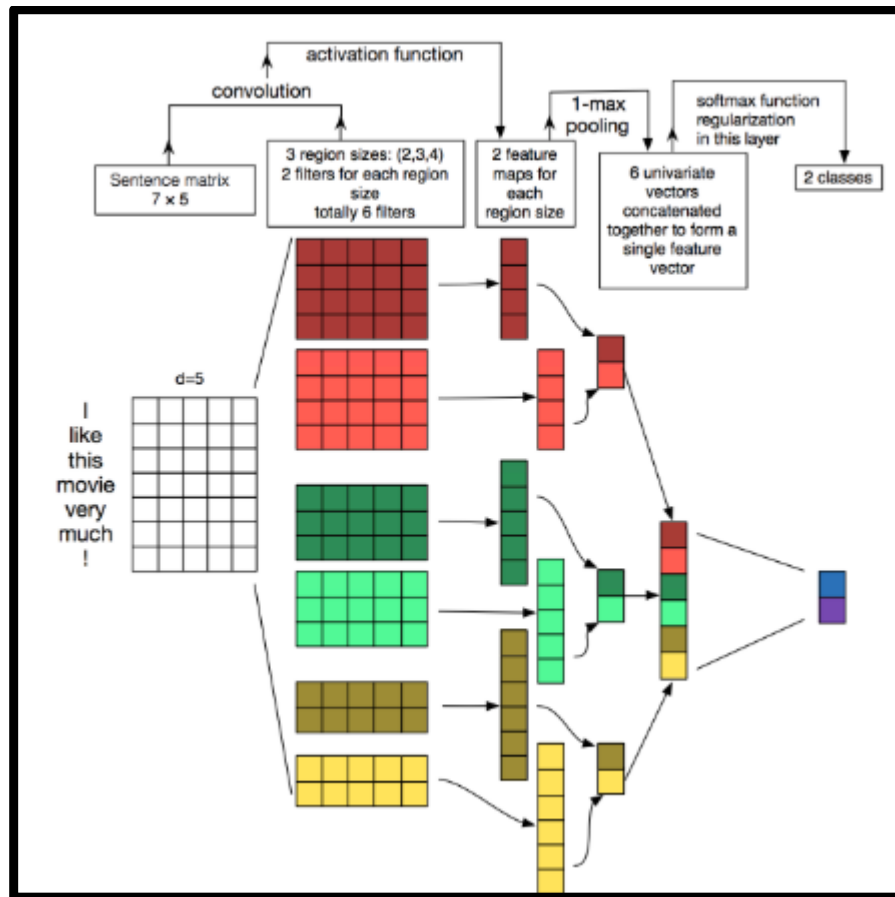 activation function
convolution
1-max
pooling
softmax function
regularization
in this layer
Sentence matrix
7 × 5
3 region sizes: (2,3,4)
2 filters for each region
size
totally 6 filters
2 feature
maps for
each
region size
6 univariate
vectors
concatenated
together to form a
single feature
vector
2 classes
d=5
I
like
this
movie
very
much
!